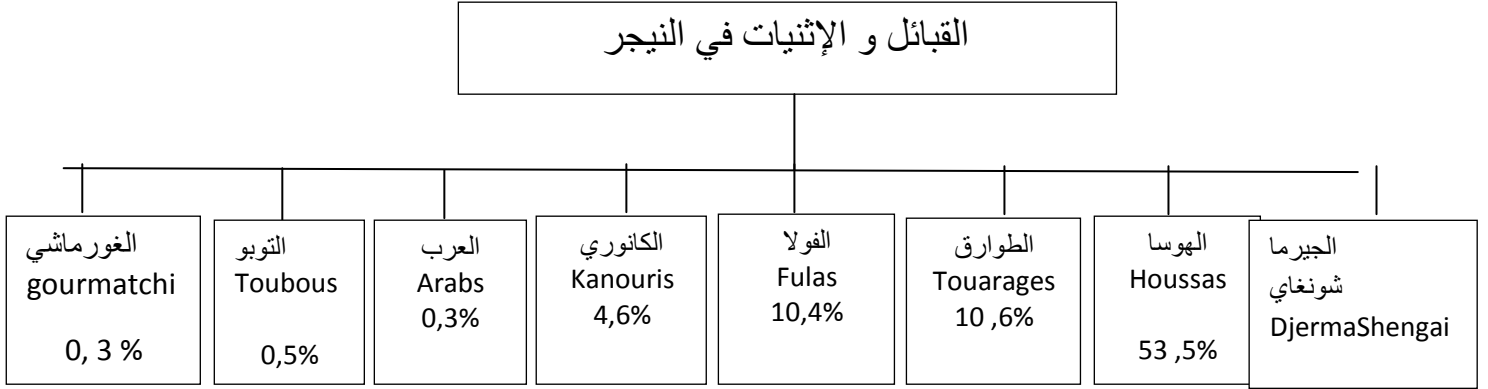 القبائل و الإثنيات في النيجر
الجيرما
شونغاي
DjermaShengai
الهوسا
Houssas
53 ,5%
الطوارق
Touarages
10 ,6%
الفولا
Fulas
10,4%
الكانوري
Kanouris
4,6%
العرب
Arabs
0,3%
التوبو
Toubous
0,5%
الغورماشي
gourmatchi
0, 3 %